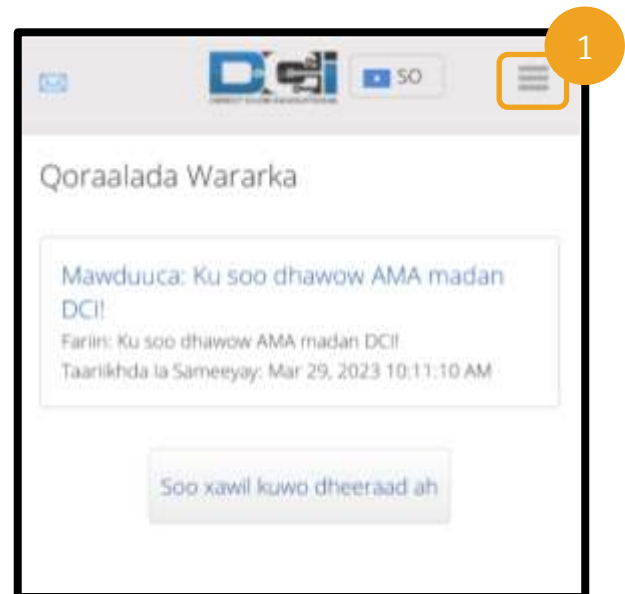 1
DCI
SO
Qoraalada Wararka
Mawduuca: Ku soo dhawow AMA madan
DCI!
Fariin: Ku soo dhawow AMA madan DCI!
Taariikhda la Sameeyay: Mar 29, 2023 10:11:10 AM
Soo xawil kuwo dheeraad ah